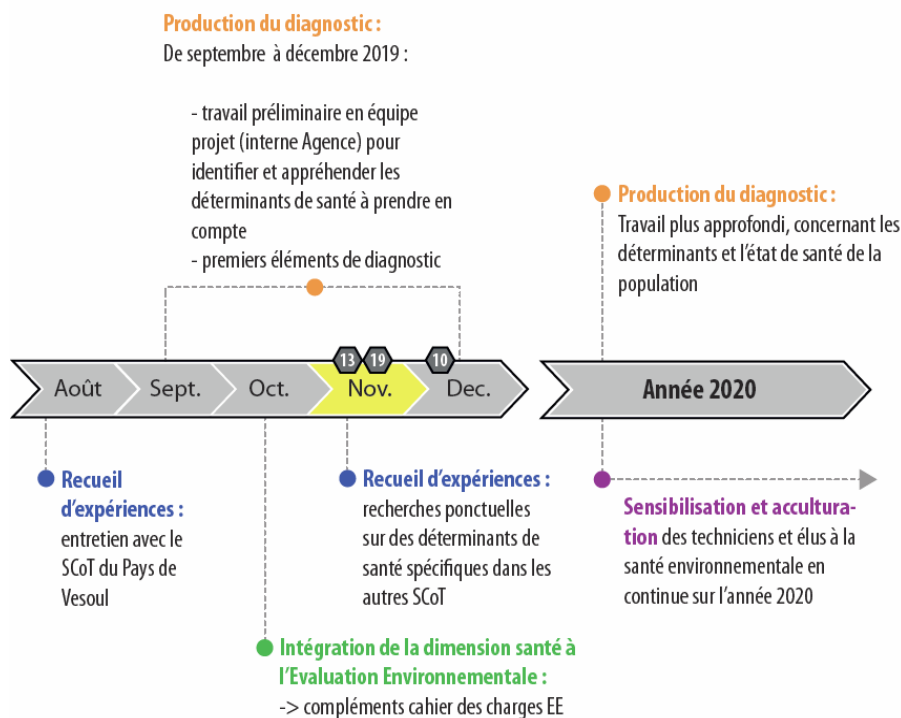 Production du diagnostic :
De septembre à décembre 2019 :
- travail préliminaire en équipe
projet (interne Agence) pour
identifier et appréhender les
déterminants de santé à prendre en
compte
- premiers éléments de diagnostic
Production du diagnostic :
Travail plus approfondi, concernant les
déterminants et l'état de santé de la
population
13 19 10
Août Sept. Oct. Nov. Dec. Année 2020
Recueil
d'expériences :
entretien avec le
SCoT du Pays de
Vesoul
Recueil d'expériences :
recherches ponctuelles
sur des déterminants de
santé spécifiques dans les
autres SCoT
Sensibilisation et accultura-
tion des techniciens et élus à la
santé environnementale en
continue sur l'année 2020
Intégration de la dimension santé à
l'Evaluation Environnementale :
-> compléments cahier des charges EE